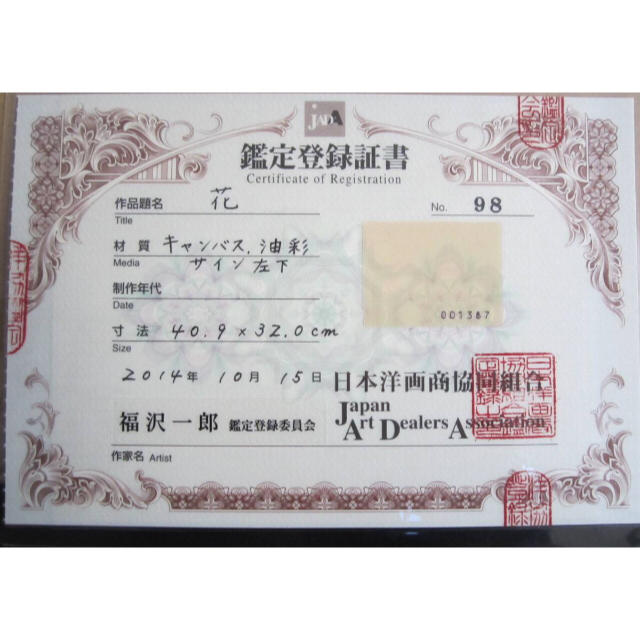 JADA
鑑定登録証書
Certificate of Registration
作品題名 花
Title
No. 98
材 質 キャンバス、油彩
Media サイン左下
制作年代
Date
001387
寸 法 40.9×32.0cm
Size
2014年 10月 15日
日本洋画商協同組合
Japan
Art Dealers Association
福沢一郎 鑑定登録委員会
作家名 Artist